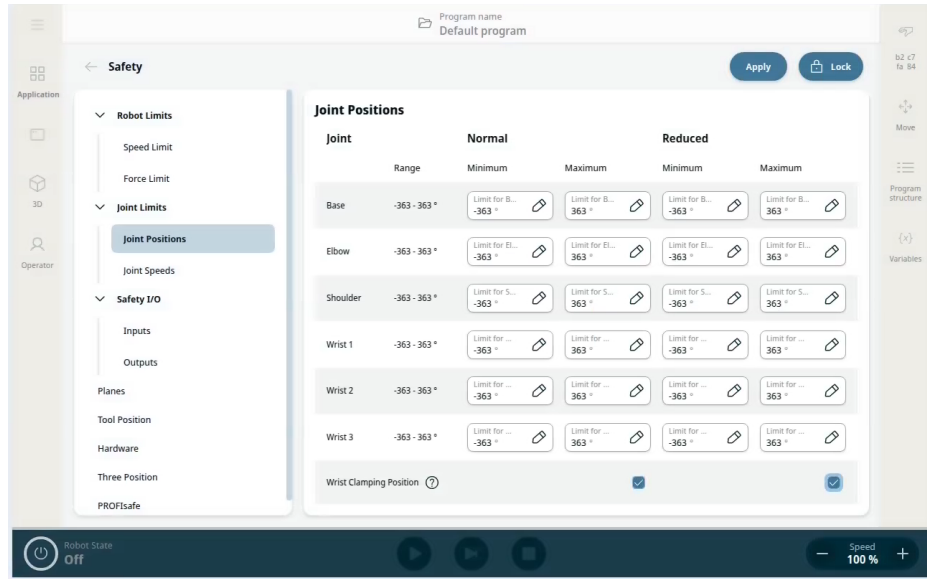 Program name
Default program
b2 c7
fa 84
Application
3D
Operator
Move
Program
structure
{x}
Variables
Safety
Apply
Lock
Robot Limits
Speed Limit
Force Limit
Joint Limits
Joint Positions
Joint Speeds
Safety I/O
Inputs
Outputs
Planes
Tool Position
Hardware
Three Position
PROFIsafe
Joint Positions
Joint Normal Reduced
Range Minimum Maximum Minimum Maximum
Limit for B... Limit for B... Limit for B... Limit for B...
Base -363 - 363 ° -363 ° 363 ° -363 ° 363 °
Limit for El... Limit for El... Limit for El... Limit for El...
Elbow -363 - 363 ° -363 ° 363 ° -363 ° 363 °
Limit for S... Limit for S... Limit for S... Limit for S...
Shoulder -363 - 363 ° -363 ° 363 ° -363 ° 363 °
Limit for ... Limit for ... Limit for ... Limit for ...
Wrist 1 -363 - 363 ° -363 ° 363 ° -363 ° 363 °
Limit for ... Limit for ... Limit for ... Limit for ...
Wrist 2 -363 - 363 ° -363 ° 363 ° -363 ° 363 °
Limit for ... Limit for ... Limit for ... Limit for ...
Wrist 3 -363 - 363 ° -363 ° 363 ° -363 ° 363 °
Wrist Clamping Position ?
Robot State
Off
Speed
− 100 % +